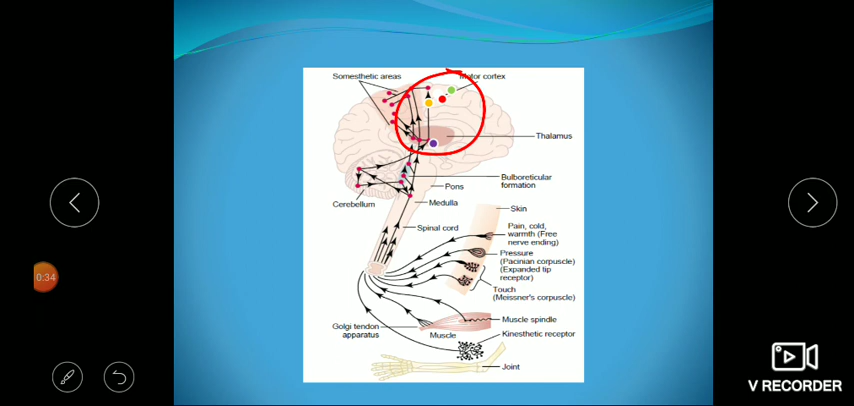 Somesthetic areas
Motor cortex
Thalamus
Bulboreticular
formation
Pons
Cerebellum
Medulla
Skin
Spinal cord
Pain, cold,
warmth (Free
nerve ending)
Pressure
(Pacinian corpuscle)
(Expanded tip
receptor)
Touch
(Meissner's corpuscle)
Muscle spindle
Golgi tendon
apparatus
Muscle
Kinesthetic receptor
Joint
0:34
V RECORDER